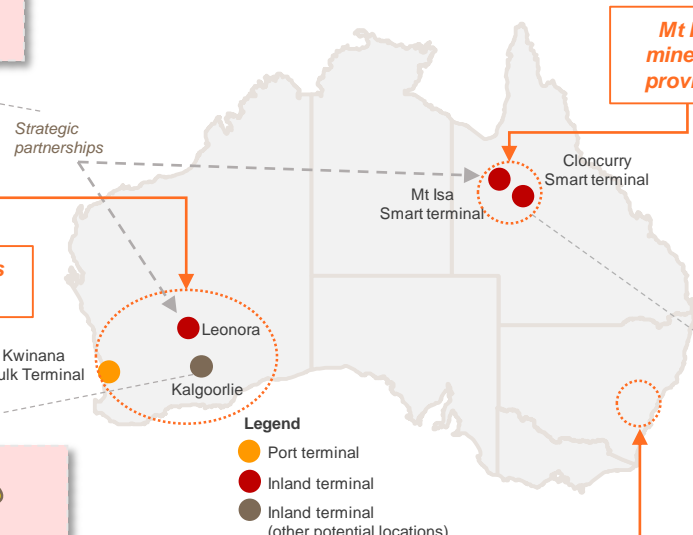 Mt
mine
provi
Strategic
partnerships
Cloncurry
Smart terminal
Mt Isa
Smart terminal
s
Leonora
Kwinana
ulk Terminal
Kalgoorlie
Legend
Port terminal
Inland terminal
Inland terminal
(other potential locations)